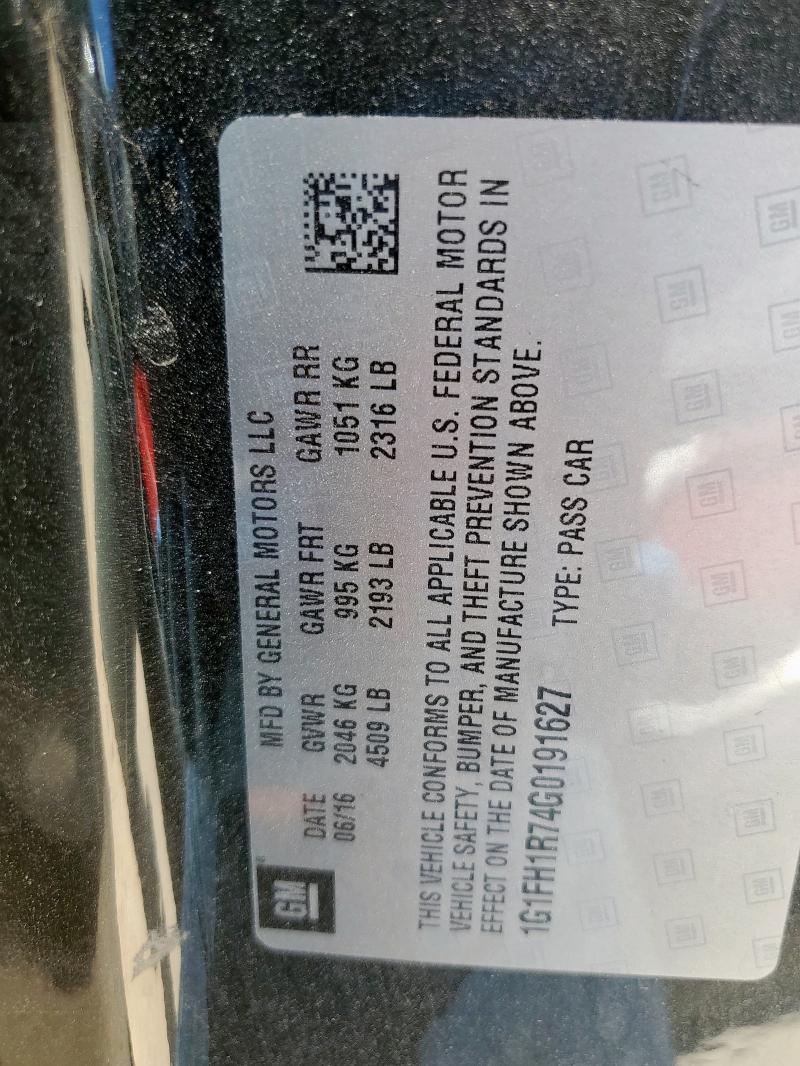 GM
MFD BY GENERAL MOTORS LLC
DATE GVWR GAWR FRT GAWR RR
06/16 2046 KG 995 KG 1051 KG
4509 LB 2193 LB 2316 LB
THIS VEHICLE CONFORMS TO ALL APPLICABLE U.S. FEDERAL MOTOR
VEHICLE SAFETY, BUMPER, AND THEFT PREVENTION STANDARDS IN
EFFECT ON THE DATE OF MANUFACTURE SHOWN ABOVE.
1G1FH1R74G0191627 TYPE: PASS CAR